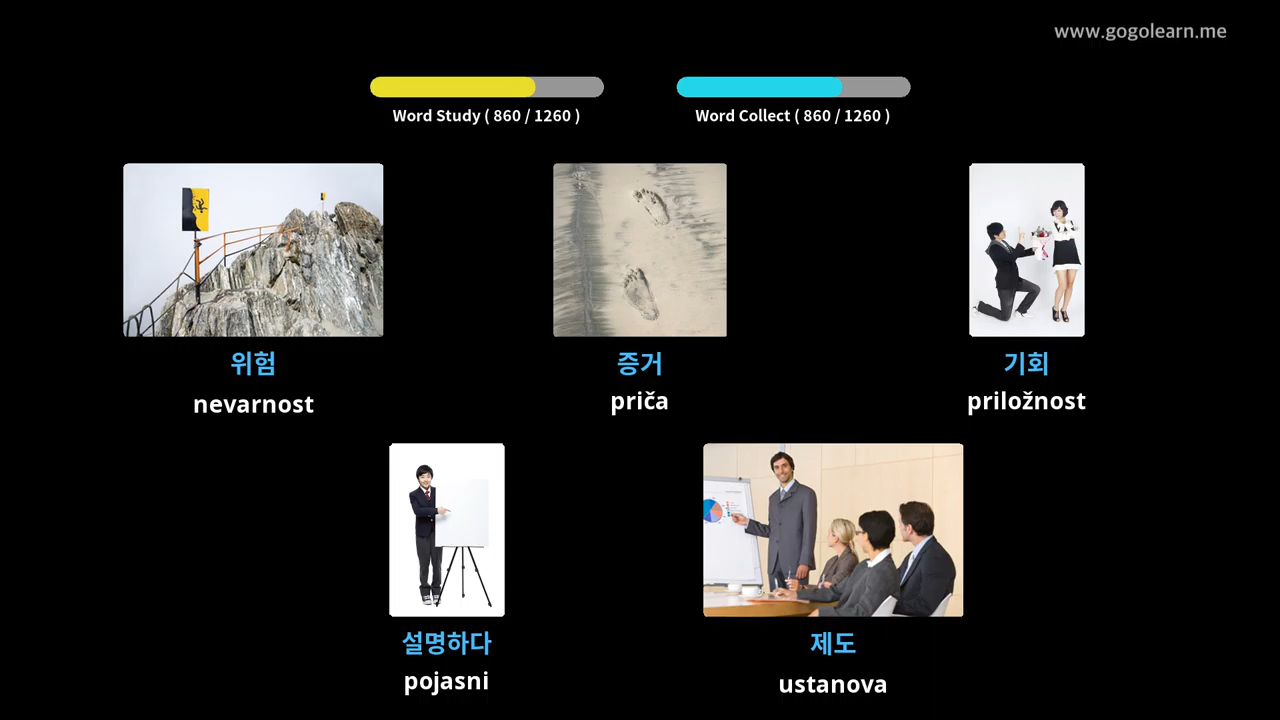 www.gogolearn.me
Word Study ( 860 / 1260 )
Word Collect ( 860 / 1260 )
위험
nevarnost
증거
priča
기회
priložnost
설명하다
pojasni
제도
ustanova